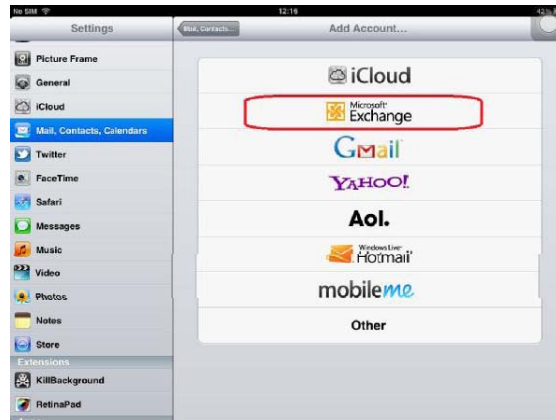 No SIM
12:16
42%
Settings
Mail, Contacts...
Add Account...
Picture Frame
General
iCloud
Mail, Contacts, Calendars
Twitter
FaceTime
Safari
Messages
Music
Video
Photos
Notes
Store
Extensions
KillBackground
RetinaPad
iCloud
Microsoft
Exchange
Gmail
YAHOO!
Aol.
Windows Live
Hotmail
mobileme
Other